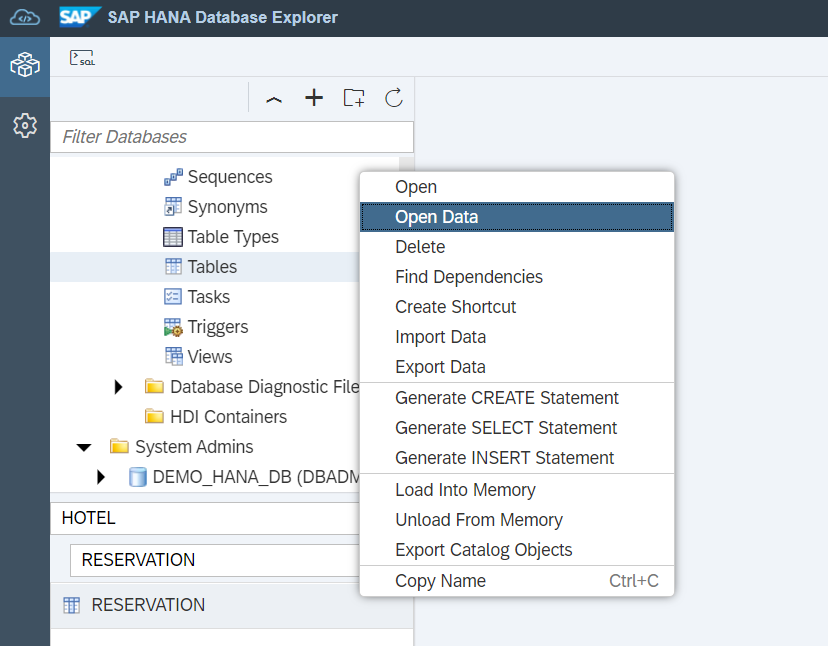 SAP SAP HANA Database Explorer
SQL
Filter Databases
Sequences
Synonyms
Table Types
Tables
Tasks
Triggers
Views
Database Diagnostic File
HDI Containers
System Admins
DEMO_HANA_DB (DBADM
HOTEL
RESERVATION
RESERVATION
Open
Open Data
Delete
Find Dependencies
Create Shortcut
Import Data
Export Data
Generate CREATE Statement
Generate SELECT Statement
Generate INSERT Statement
Load Into Memory
Unload From Memory
Export Catalog Objects
Copy Name Ctrl+C